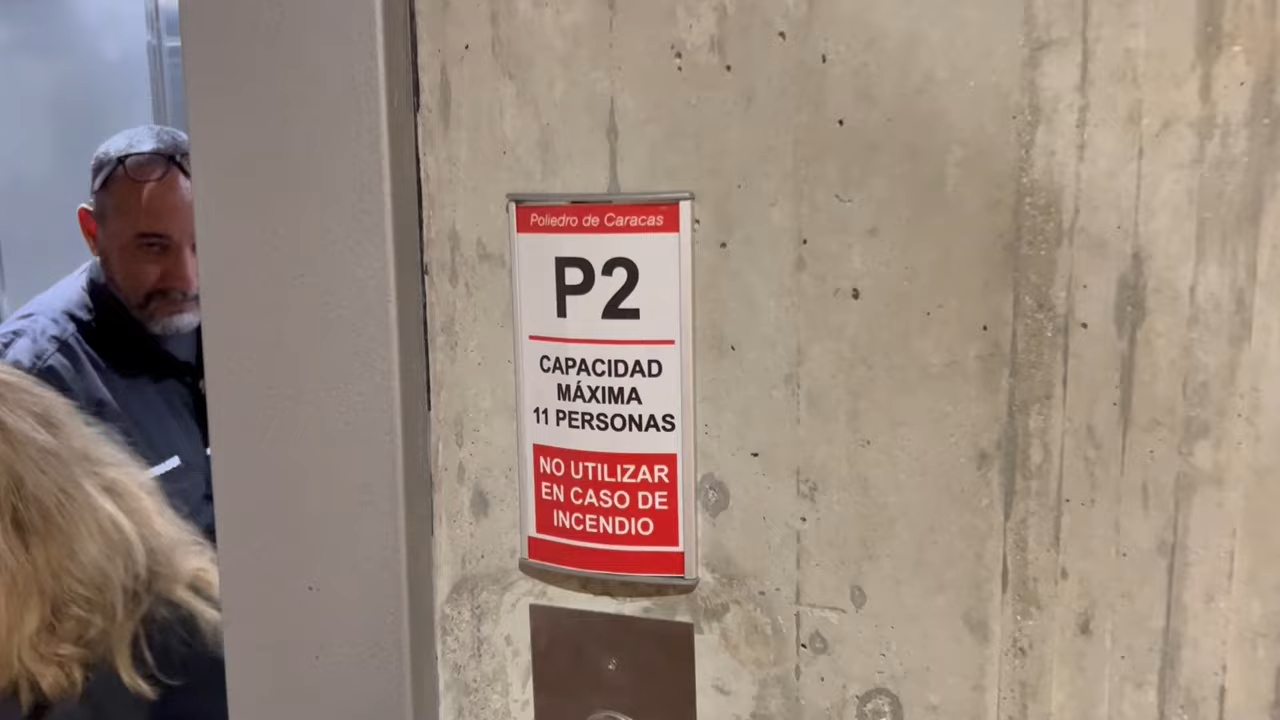 Poliedro de Caracas
P2
CAPACIDAD
MÁXIMA
11 PERSONAS
NO UTILIZAR
EN CASO DE
INCENDIO